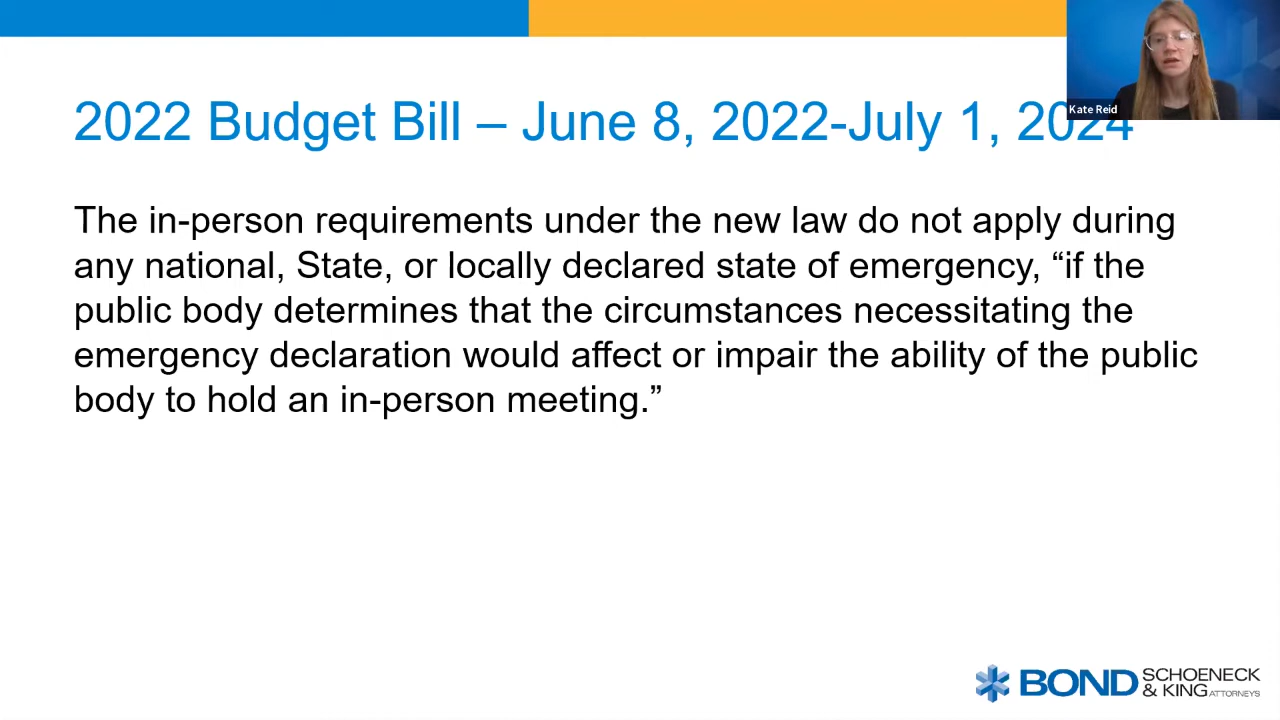 Kate Reid
2022 Budget Bill – June 8, 2022-July 1, 2024
The in-person requirements under the new law do not apply during
any national, State, or locally declared state of emergency, “if the
public body determines that the circumstances necessitating the
emergency declaration would affect or impair the ability of the public
body to hold an in-person meeting.”
BOND SCHOENECK
& KING ATTORNEYS